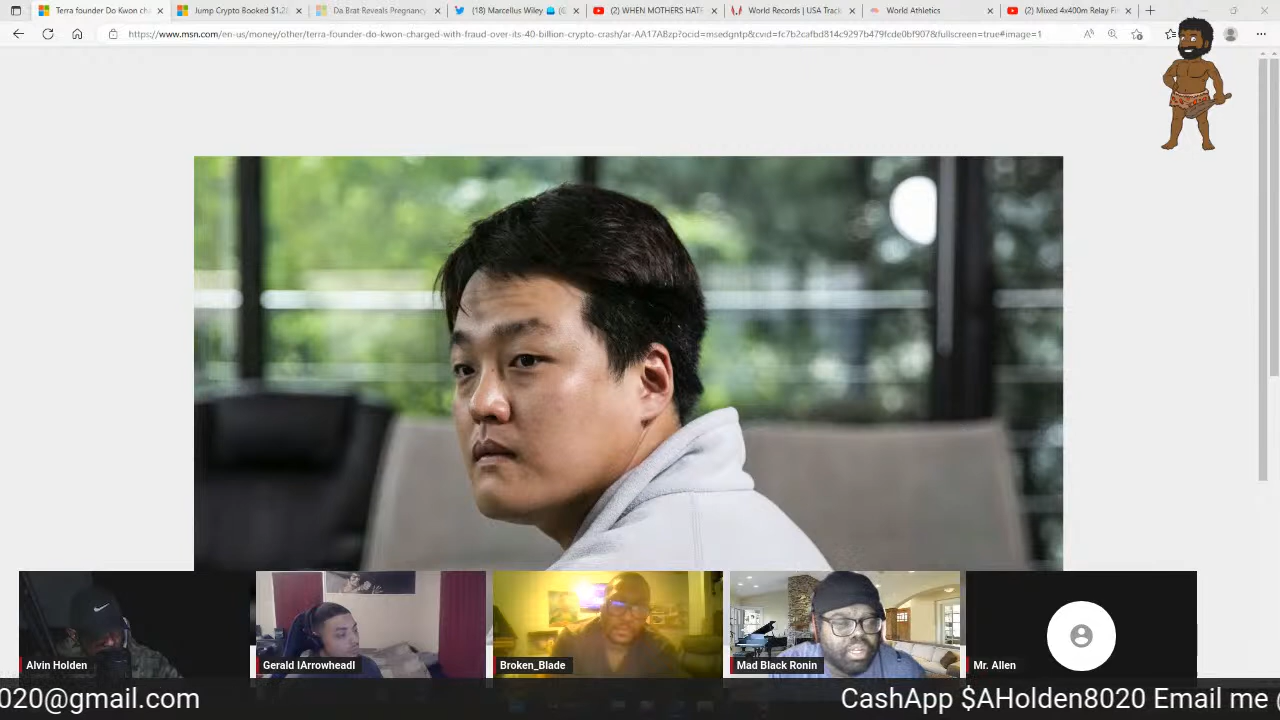 Terra founder Do Kwon cha
Jump Crypto Booked $1.28
Da Brat Reveals Pregnancy
(18) Marcellus Wiley
(2) WHEN MOTHERS HATE
World Records | USA Track
World Athletics
(2) Mixed 4x400m Relay Fi
https://www.msn.com/en-us/money/other/terra-founder-do-kwon-charged-with-fraud-over-its-40-billion-crypto-crash/ar-AA17ABzp?ocid=msedgntp&cvid=fc7b2cafbd814c9297b479fcde0bf907&fullscreen=true#image=1
Alvin Holden
Gerald lArrowheadl
Broken_Blade
Mad Black Ronin
Mr. Allen
020@gmail.com
CashApp $AHolden8020 Email me